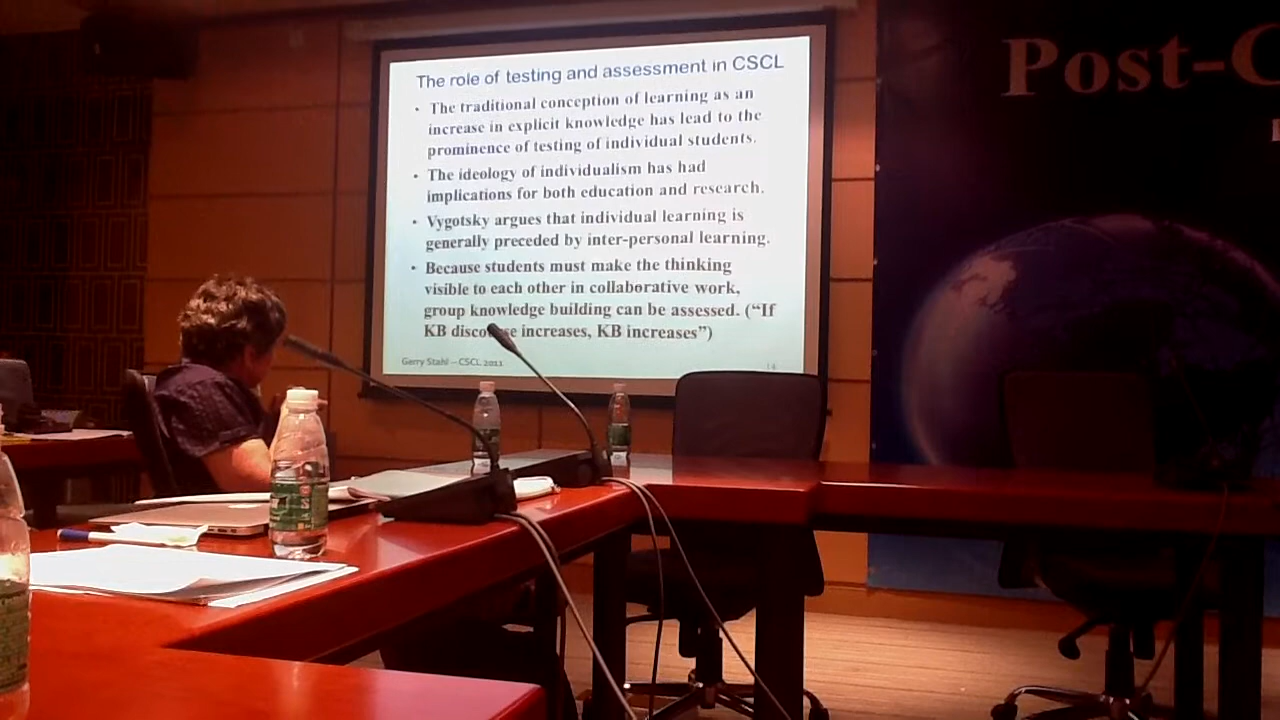 The role of testing and assessment in CSCL
• The traditional conception of learning as an
increase in explicit knowledge has lead to the
prominence of testing of individual students.
• The ideology of individualism has had
implications for both education and research.
• Vygotsky argues that individual learning is
generally preceded by inter-personal learning.
• Because students must make the thinking
visible to each other in collaborative work,
group knowledge building can be assessed. (“If
KB discourse increases, KB increases”)
Gerry Stahl – CSCL 2011
14
Post-C